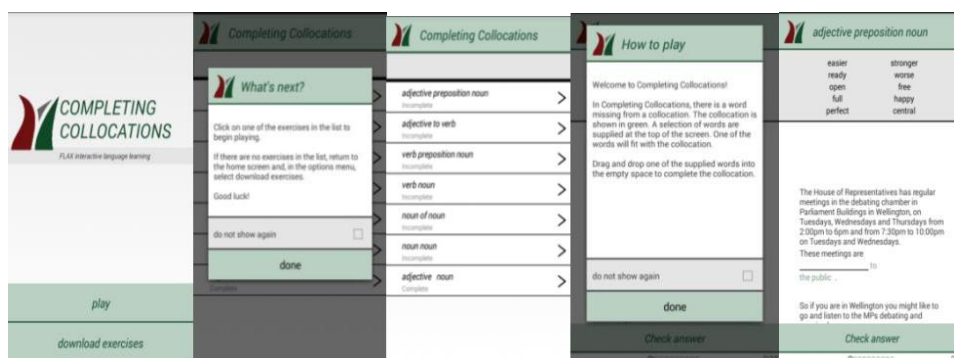 COMPLETING
COLLOCATIONS
FLAX interactive language learning
play
download exercises
Completing Collocations
What's next?
Click on one of the exercises in the list to
begin playing.
If there are no exercises in the list, return to
the home screen and, in the options menu,
select download exercises.
Good luck!
do not show again
done
Complete
Completing Collocations
adjective preposition noun
Incomplete
adjective to verb
Incomplete
verb preposition noun
Incomplete
verb noun
Incomplete
noun of noun
Incomplete
noun noun
Incomplete
adjective noun
Complete
How to play
Welcome to Completing Collocations!
In Completing Collocations, there is a word
missing from a collocation. The collocation
is shown in green. A selection of words are
supplied at the top of the screen. One of the
words will fit with the collocation.
Drag and drop one of the supplied words into
the empty space to complete the collocation.
do not show again
done
Check answer
adjective preposition noun
easier stronger
ready worse
open free
full happy
perfect central
The House of Representatives has regular
meetings in the debating chamber in
Parliament Buildings in Wellington, on
Tuesdays, Wednesdays and Thursdays from
2:00pm to 6pm and from 7:30pm to 10:00pm
on Tuesdays and Wednesdays.
These meetings are
to
the public .
So if you are in Wellington you might like to
go and listen to the MPs debating and
Check answer